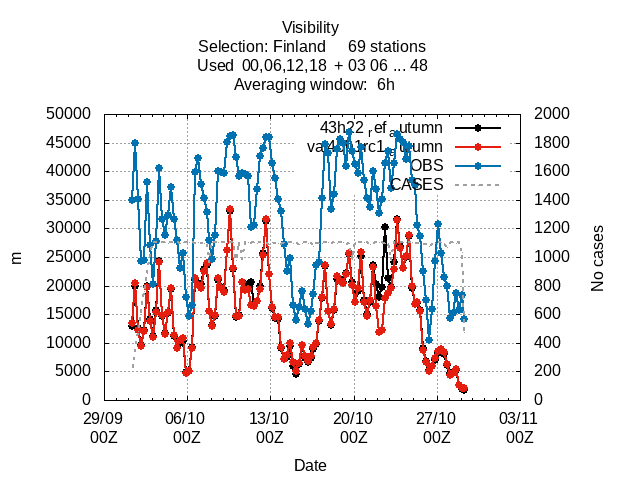 Visibility
Selection: Finland 69 stations
Used 00,06,12,18 + 03 06 ... 48
Averaging window: 6h
50000
45000
40000
35000
30000
25000
20000
15000
10000
5000
0
m
2000
1800
1600
1400
1200
1000
800
600
400
200
0
No cases
43h22_ref_autumn
OBS
CASES
29/09 06/10 13/10 20/10 27/10 03/11
00Z 00Z 00Z 00Z 00Z 00Z
Date